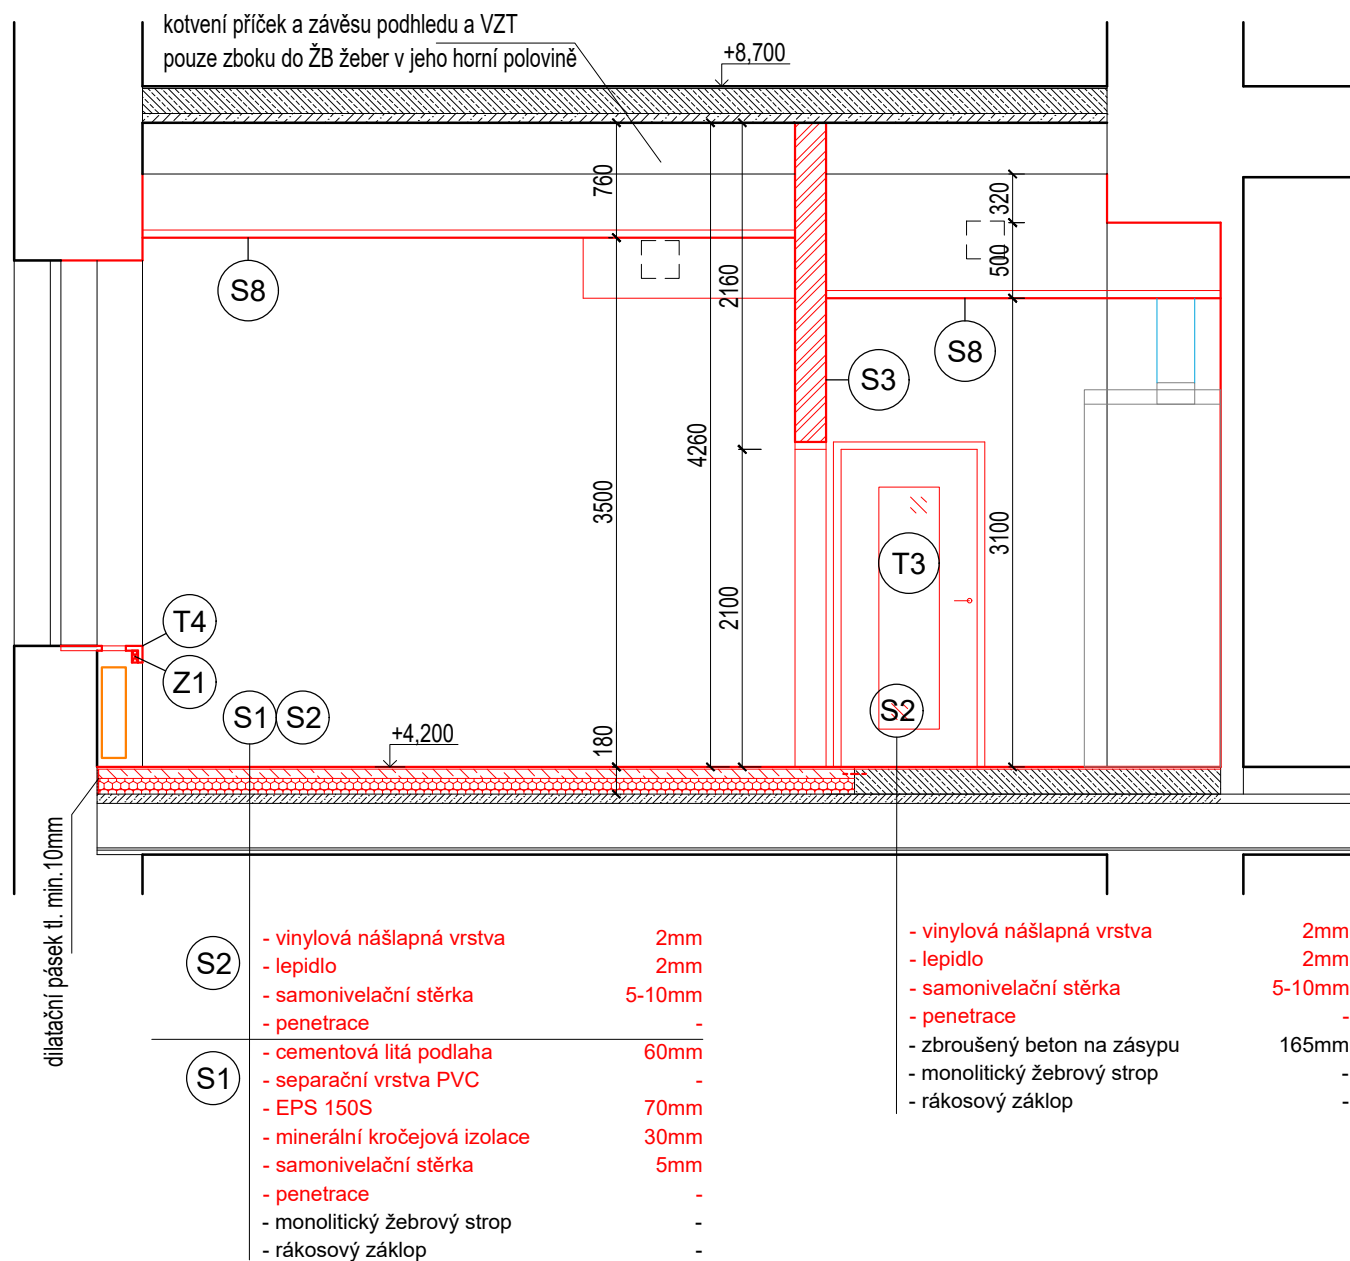 kotvení příček a závěsu podhledu a VZT
pouze zboku do ŽB žeber v jeho horní polovině
+8,700
760
320
500
2160
S8
S8
S3
4260
3500
3100
T3
2100
T4
Z1
S1 S2
S2
+4,200
180
dilatační pásek tl. min.10mm
S2
- vinylová nášlapná vrstva 2mm
- lepidlo 2mm
- samonivelační stěrka 5-10mm
- penetrace -
S1
- cementová litá podlaha 60mm
- separační vrstva PVC -
- EPS 150S 70mm
- minerální kročejová izolace 30mm
- samonivelační stěrka 5mm
- penetrace -
- monolitický žebrový strop -
- rákosový záklop -
- vinylová nášlapná vrstva 2mm
- lepidlo 2mm
- samonivelační stěrka 5-10mm
- penetrace -
- zbroušený beton na zásypu 165mm
- monolitický žebrový strop -
- rákosový záklop -